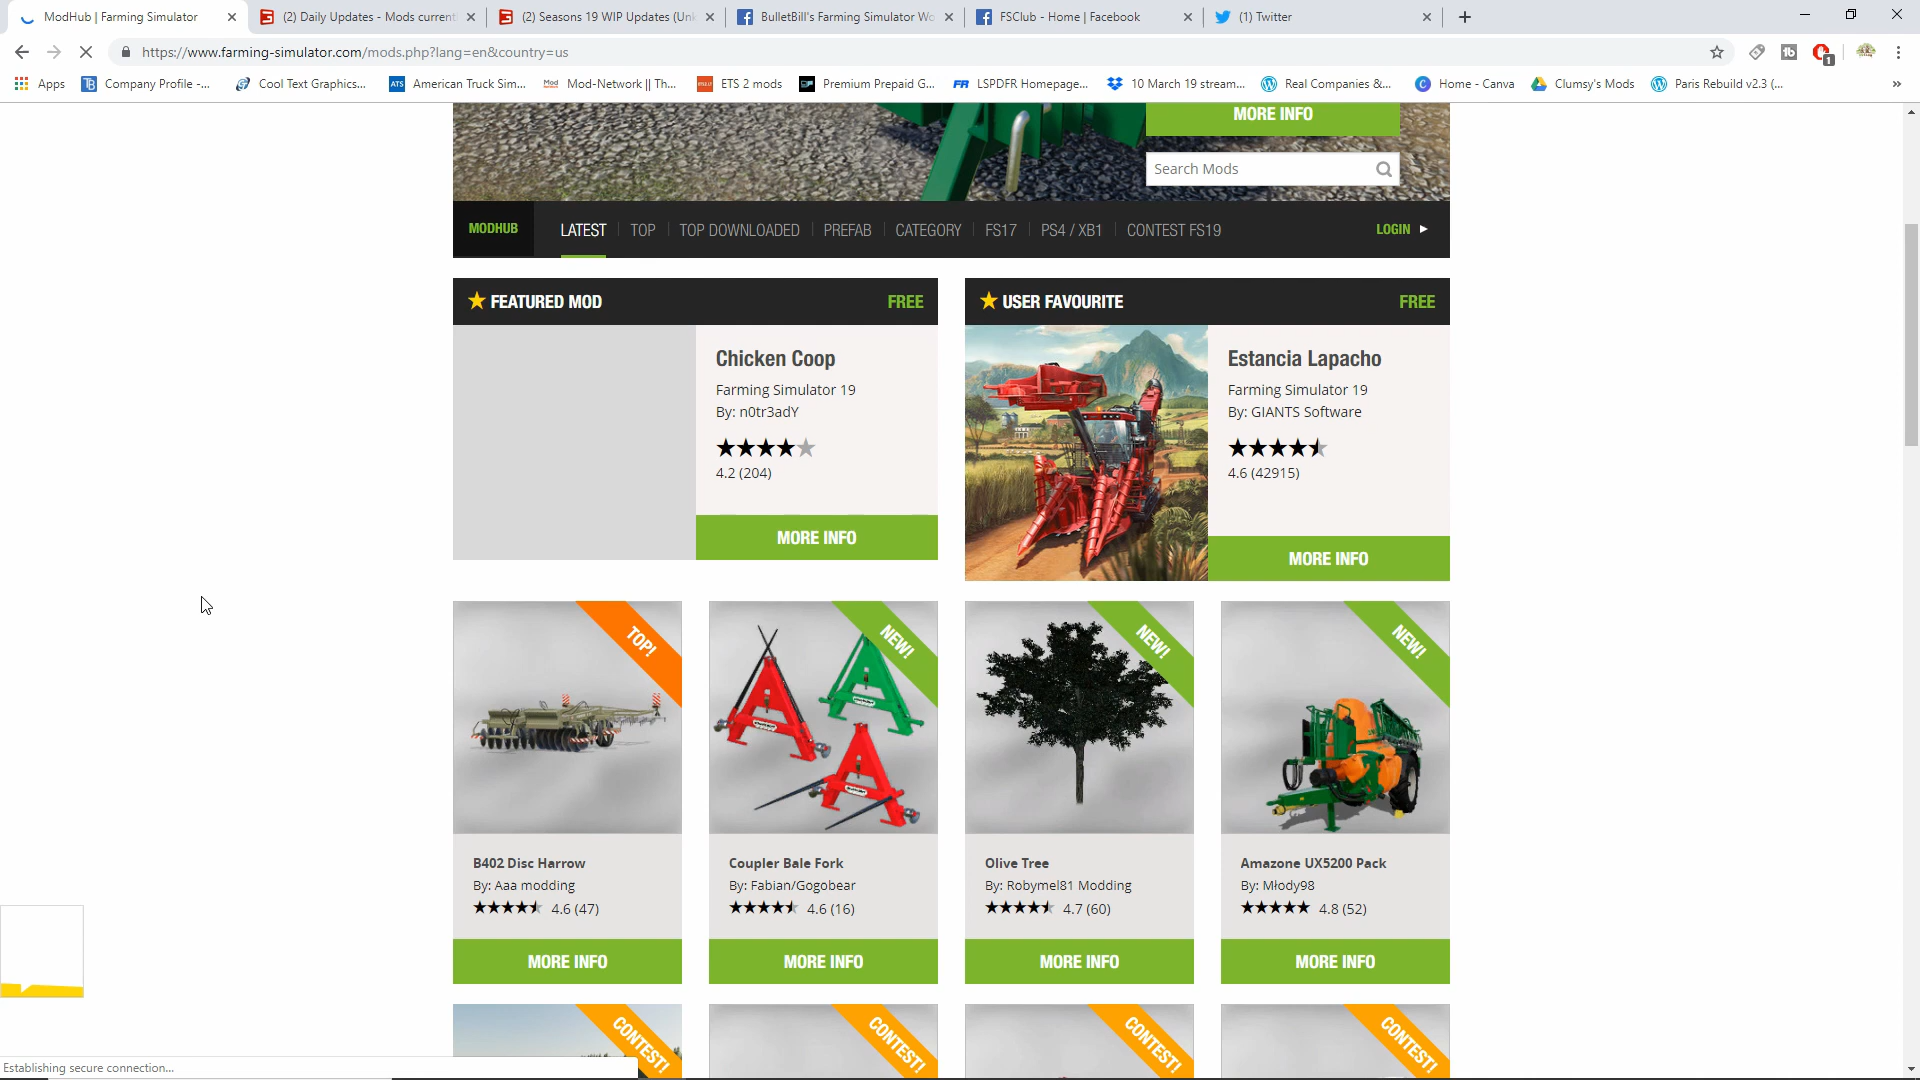 ModHub | Farming Simulator
(2) Daily Updates - Mods current
(2) Seasons 19 WIP Updates (Un
BulletBill's Farming Simulator Wo
FSClub - Home | Facebook
(1) Twitter
https://www.farming-simulator.com/mods.php?lang=en&country=us
1
Apps
Company Profile -...
Cool Text Graphics...
ATS
American Truck Sim...
Mod-Network || Th...
ETS 2 mods
Premium Prepaid G...
FR
LSPDFR Homepage...
10 March 19 stream...
Real Companies &...
Home - Canva
Clumsy's Mods
Paris Rebuild v2.3 (...
»
MORE INFO
Search Mods
MODHUB
LATEST
TOP
TOP DOWNLOADED
PREFAB
CATEGORY
FS17
PS4 / XB1
CONTEST FS19
LOGIN
FEATURED MOD
FREE
Chicken Coop
Farming Simulator 19
By: n0tr3adY
4.2 (204)
MORE INFO
USER FAVOURITE
FREE
Estancia Lapacho
Farming Simulator 19
By: GIANTS Software
4.6 (42915)
MORE INFO
TOP!
B402 Disc Harrow
By: Aaa modding
4.6 (47)
MORE INFO
NEW!
Coupler Bale Fork
By: Fabian/Gogobear
4.6 (16)
MORE INFO
NEW!
Olive Tree
By: Robymel81 Modding
4.7 (60)
MORE INFO
NEW!
Amazone UX5200 Pack
By: Młody98
4.8 (52)
MORE INFO
CONTEST!
CONTEST!
CONTEST!
CONTEST!
Establishing secure connection...